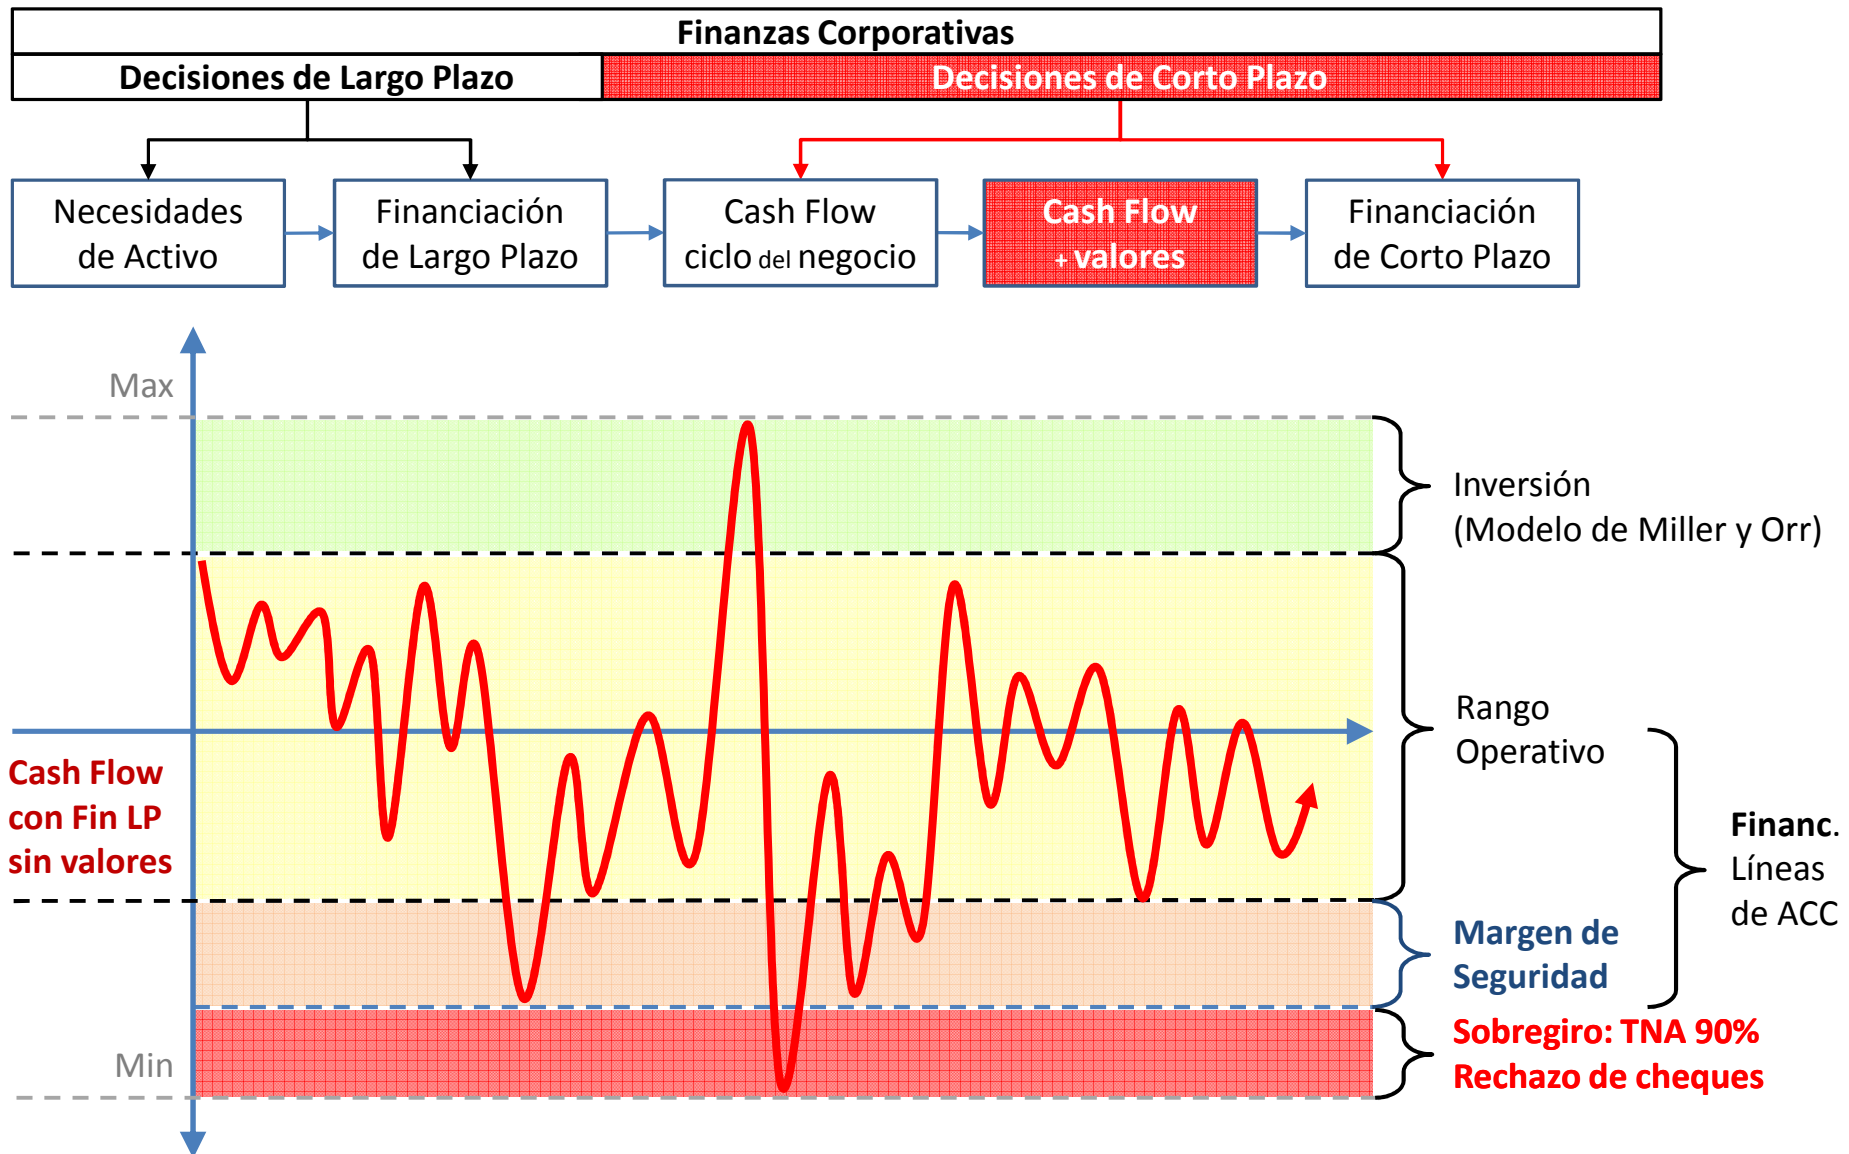 Finanzas Corporativas
Decisiones de Largo Plazo
Decisiones de Corto Plazo
Necesidades
de Activo
Financiación
de Largo Plazo
Cash Flow
ciclo del negocio
Cash Flow
+ valores
Financiación
de Corto Plazo
Max
Inversión
(Modelo de Miller y Orr)
Rango
Operativo
Cash Flow
con Fin LP
sin valores
Financ.
Líneas
de ACC
Margen de
Seguridad
Sobregiro: TNA 90%
Rechazo de cheques
Min